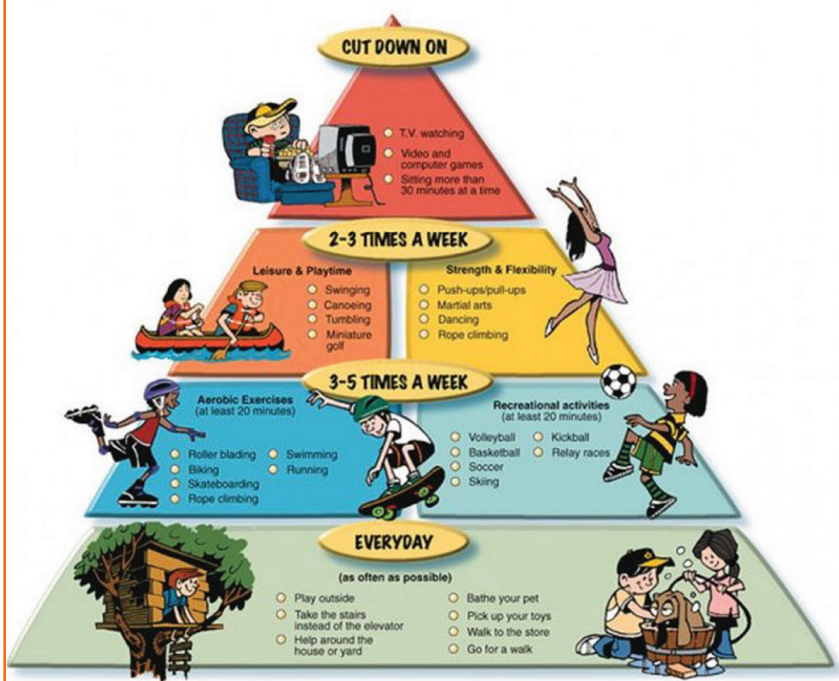 CUT DOWN ON
T.V. watching
Video and
computer games
Sitting more than
30 minutes at a time
2-3 TIMES A WEEK
Leisure & Playtime
Swinging
Canoeing
Tumbling
Miniature
golf
Strength & Flexibility
Push-ups/pull-ups
Martial arts
Dancing
Rope climbing
3-5 TIMES A WEEK
Aerobic Exercises
(at least 20 minutes)
Roller blading
Biking
Skateboarding
Rope climbing
Swimming
Running
Recreational activities
(at least 20 minutes)
Volleyball
Basketball
Soccer
Skiing
Kickball
Relay races
EVERYDAY
(as often as possible)
Play outside
Take the stairs
instead of the elevator
Help around the
house or yard
Bathe your pet
Pick up your toys
Walk to the store
Go for a walk